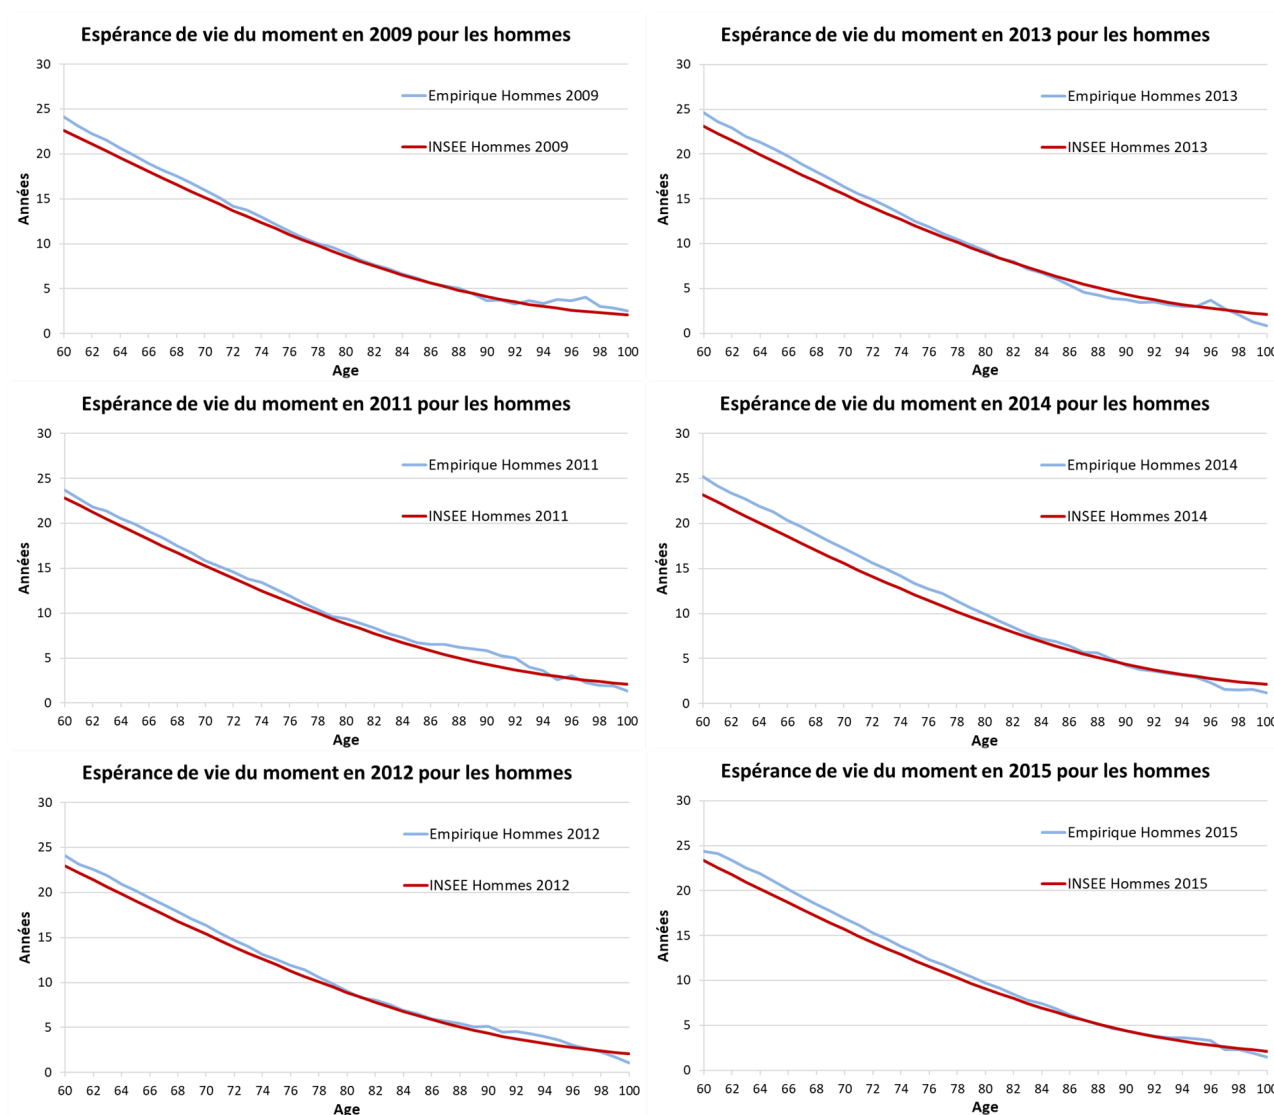 Espérance de vie du moment en 2009 pour les hommes
30
25
20
15
10
5
0
Années
Empirique Hommes 2009
INSEE Hommes 2009
60 62 64 66 68 70 72 74 76 78 80 82 84 86 88 90 92 94 96 98 100
Age
Espérance de vie du moment en 2013 pour les hommes
30
25
20
15
10
5
0
Années
Empirique Hommes 2013
INSEE Hommes 2013
60 62 64 66 68 70 72 74 76 78 80 82 84 86 88 90 92 94 96 98 100
Age
Espérance de vie du moment en 2011 pour les hommes
30
25
20
15
10
5
0
Années
Empirique Hommes 2011
INSEE Hommes 2011
60 62 64 66 68 70 72 74 76 78 80 82 84 86 88 90 92 94 96 98 100
Age
Espérance de vie du moment en 2014 pour les hommes
30
25
20
15
10
5
0
Années
Empirique Hommes 2014
INSEE Hommes 2014
60 62 64 66 68 70 72 74 76 78 80 82 84 86 88 90 92 94 96 98 100
Age
Espérance de vie du moment en 2012 pour les hommes
30
25
20
15
10
5
0
Années
Empirique Hommes 2012
INSEE Hommes 2012
60 62 64 66 68 70 72 74 76 78 80 82 84 86 88 90 92 94 96 98 100
Age
Espérance de vie du moment en 2015 pour les hommes
30
25
20
15
10
5
0
Années
Empirique Hommes 2015
INSEE Hommes 2015
60 62 64 66 68 70 72 74 76 78 80 82 84 86 88 90 92 94 96 98 100
Age